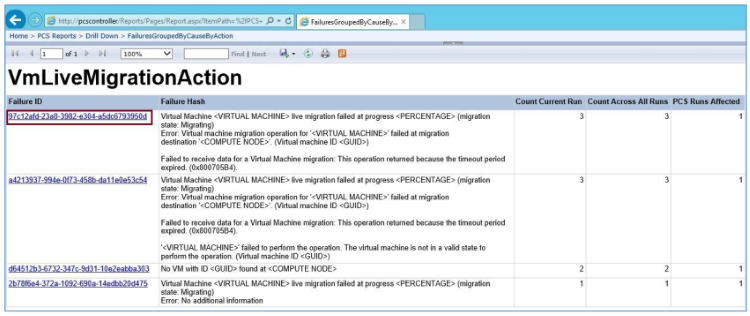 http://pcscontroller/Reports/Pages/Report.aspx?ItemPath=%2fPCS+
FailuresGroupedByCauseBy...
Home > PCS Reports > Drill Down > FailuresGroupedByCauseByAction
1 of 1 100% Find | Next
VmLiveMigrationAction
Failure ID Failure Hash Count Current Run Count Across All Runs PCS Runs Affected
97c12afd-23a8-3982-e304-a5dc6793950d Virtual Machine <VIRTUAL MACHINE> live migration failed at progress <PERCENTAGE> (migration 3 3 1
state: Migrating)
Error: Virtual machine migration operation for '<VIRTUAL MACHINE>' failed at migration
destination '<COMPUTE NODE>'. (Virtual machine ID <GUID>)
Failed to receive data for a Virtual Machine migration: This operation returned because the timeout period
expired. (0x800705B4).
a4213937-994e-0f73-458b-da11e0e53c54 Virtual Machine <VIRTUAL MACHINE> live migration failed at progress <PERCENTAGE> (migration 3 3 1
state: Migrating)
Error: Virtual machine migration operation for '<VIRTUAL MACHINE>' failed at migration
destination '<COMPUTE NODE>'. (Virtual machine ID <GUID>)
Failed to receive data for a Virtual Machine migration: This operation returned because the timeout period
expired. (0x800705B4).
'<VIRTUAL MACHINE>' failed to perform the operation. The virtual machine is not in a valid state to
perform the operation. (Virtual machine ID <GUID>)
d64512b3-6732-347c-9d31-10e2eabba303 No VM with ID <GUID> found at <COMPUTE NODE> 2 2 1
2b78f6e4-372a-1092-690a-14edbb20d475 Virtual Machine <VIRTUAL MACHINE> live migration failed at progress <PERCENTAGE> (migration 1 1 1
state: Migrating)
Error: No additional information